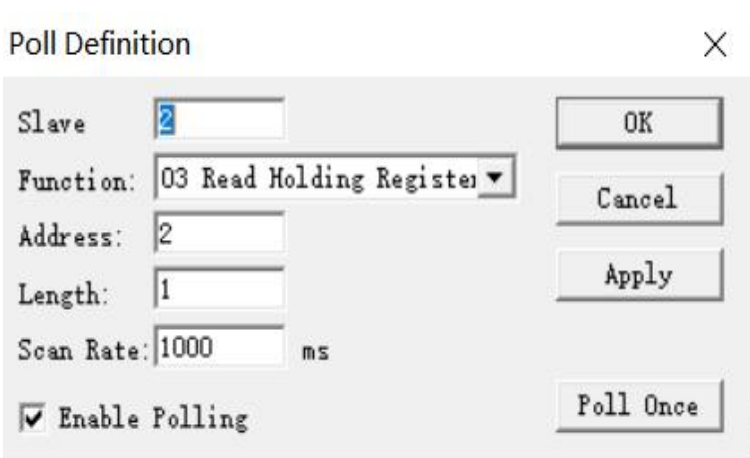 Poll Definition
Slave 2
OK
Function: 03 Read Holding Register
Cancel
Address: 2
Length: 1
Apply
Scan Rate: 1000 ms
Enable Polling
Poll Once